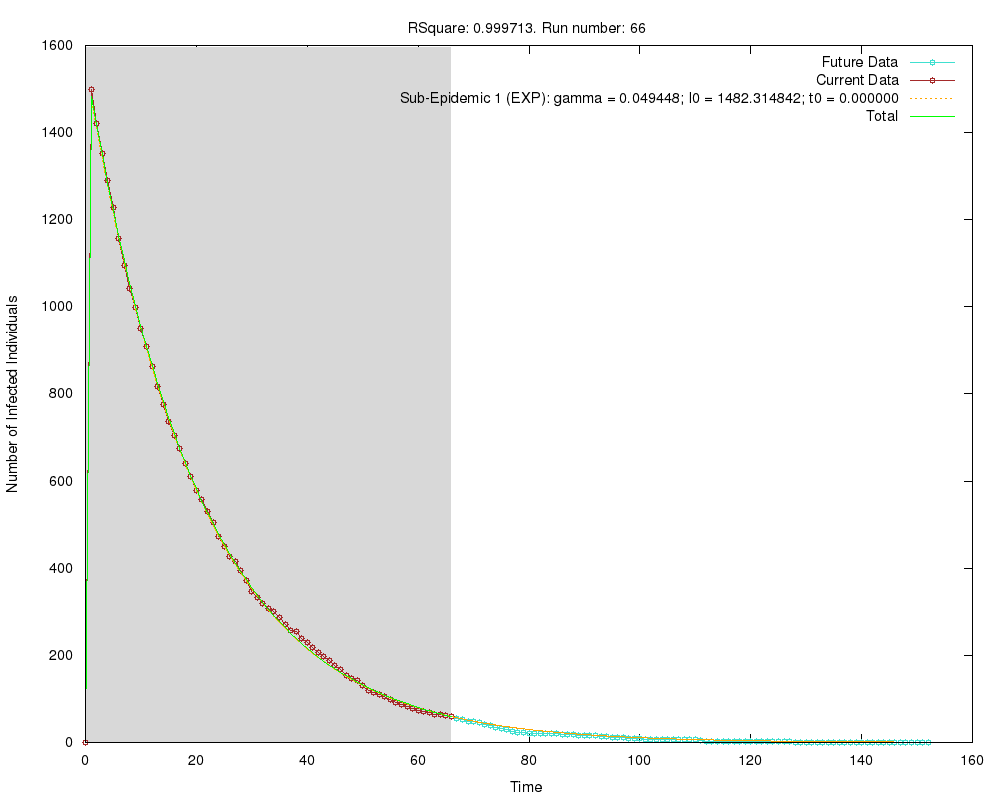 RSquare: 0.999713. Run number: 66
Future Data
Current Data
Sub-Epidemic 1 (EXP): gamma = 0.049448; I0 = 1482.314842; t0 = 0.000000
Total
1600
1400
1200
1000
800
600
400
200
0
Number of Infected Individuals
0 20 40 60 80 100 120 140 160
Time